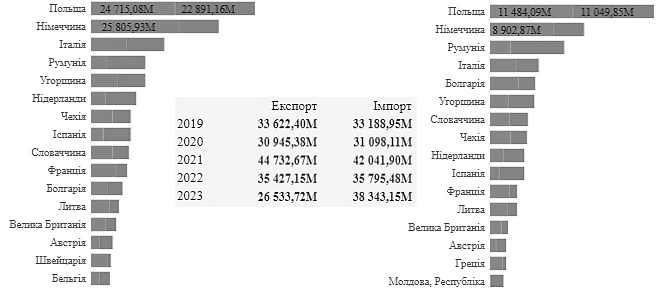 Польща 24 715,08M 22 891,16M
Німеччина 25 805,93M
Італія
Румунія
Угорщина
Нідерланди
Чехія
Іспанія
Словаччина
Франція
Болгарія
Литва
Велика Британія
Австрія
Швейцарія
Бельгія
Експорт Імпорт
2019 33 622,40M 33 188,95M
2020 30 945,38M 31 098,11M
2021 44 732,67M 42 041,90M
2022 35 427,15M 35 795,48M
2023 26 533,72M 38 343,15M
Польща 11 484,09M 11 049,85M
Німеччина 8 902,87M
Румунія
Італія
Болгарія
Угорщина
Словаччина
Чехія
Нідерланди
Іспанія
Франція
Литва
Велика Британія
Австрія
Греція
Молдова, Республіка